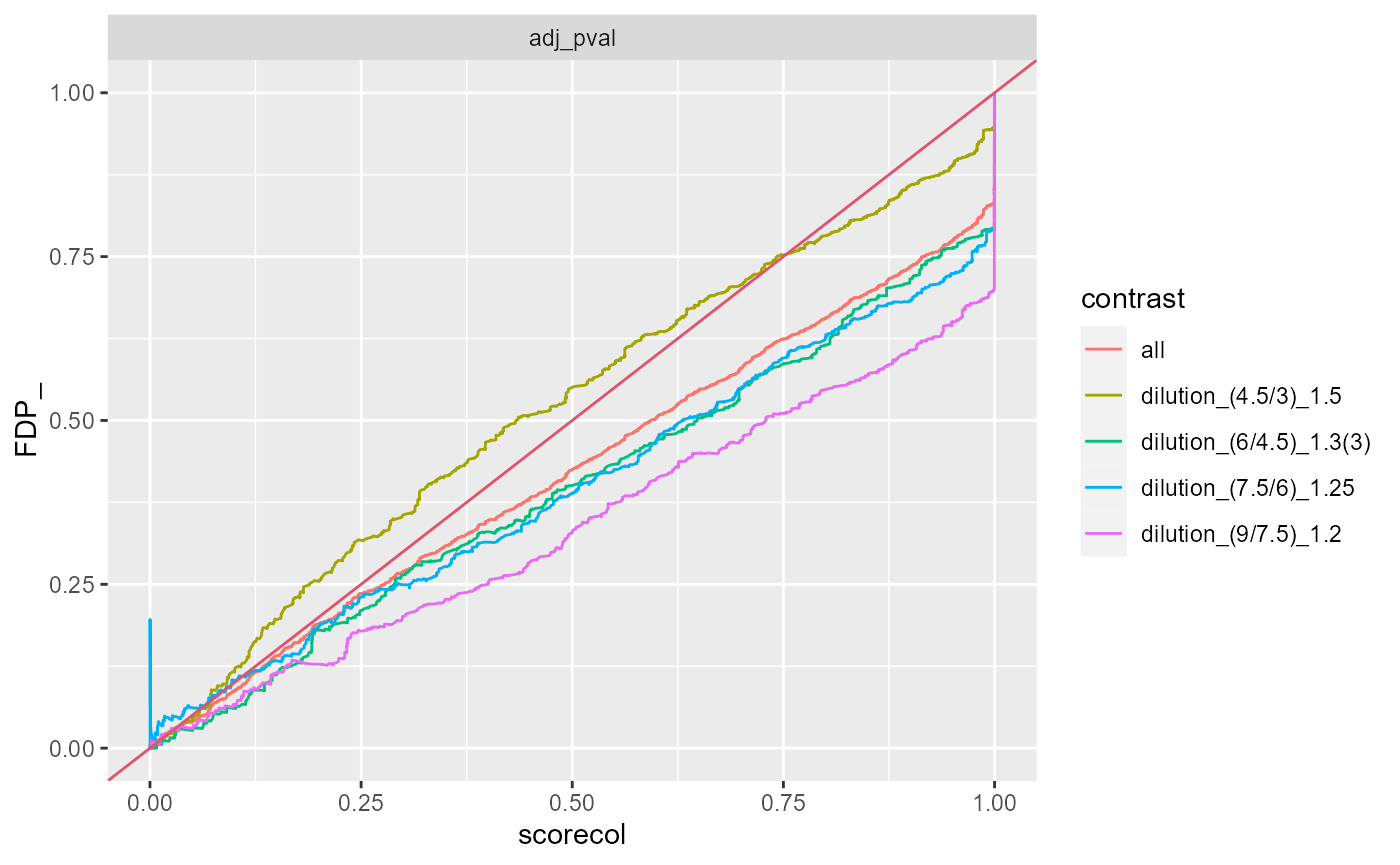 adj_pval
1.00
0.75
0.50
0.25
0.00
FDP_
0.00 0.25 0.50 0.75 1.00
scorecol
contrast
all
dilution_(4.5/3)_1.5
dilution_(6/4.5)_1.3(3)
dilution_(7.5/6)_1.25
dilution_(9/7.5)_1.2